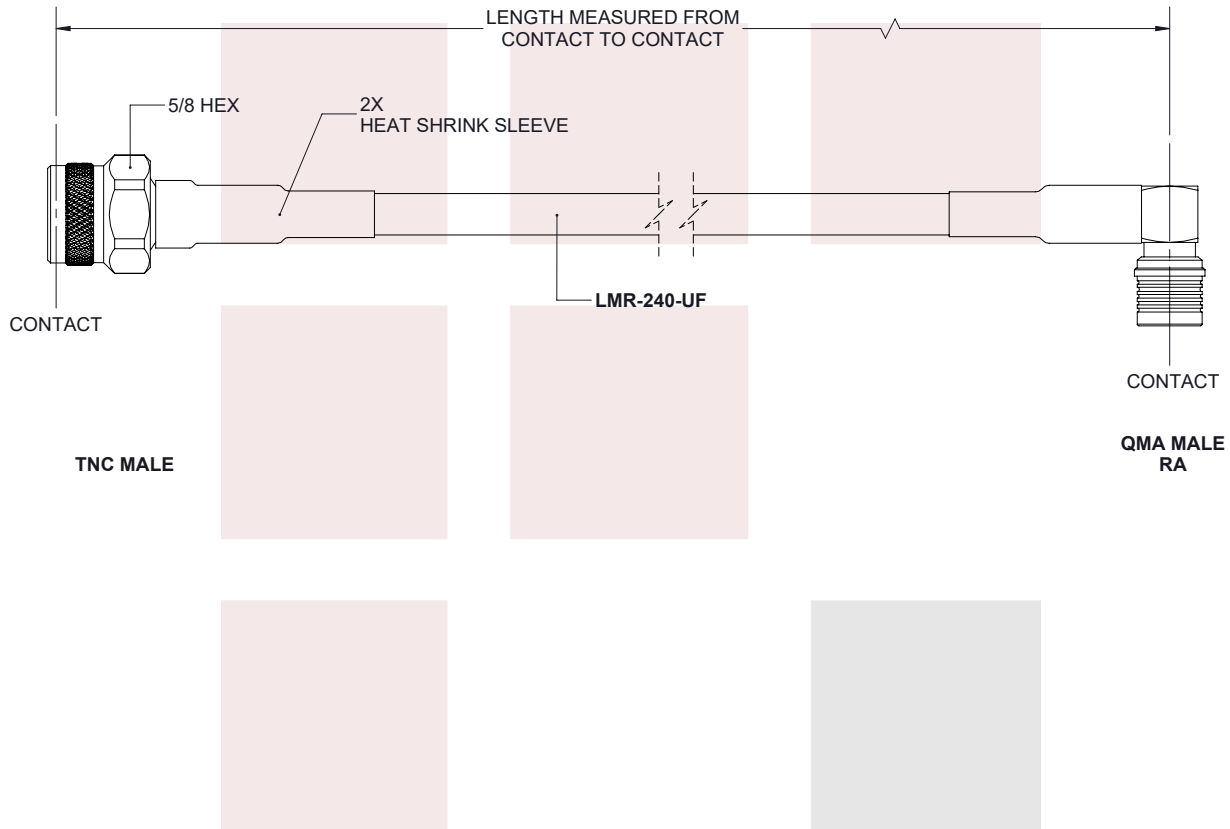 LENGTH MEASURED FROM
CONTACT TO CONTACT
5/8 HEX
2X
HEAT SHRINK SLEEVE
LMR-240-UF
CONTACT
CONTACT
TNC MALE
QMA MALE
RA